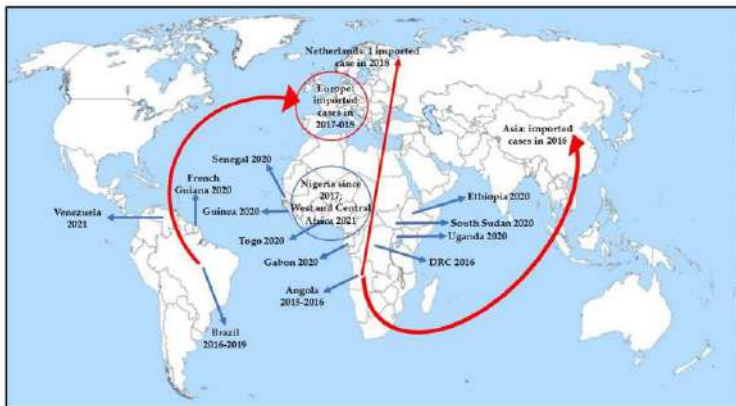 Netherlands: 1 imported
case in 2018
Europe:
imported
cases in
2017-018
Asia: imported
cases in 2016
Senegal 2020
French
Guiana 2020
Nigeria since
2017;
West and Central
Africa 2021
Ethiopia 2020
Venezuela
2021
Guinea 2020
South Sudan 2020
Togo 2020
Uganda 2020
Gabon 2020
DRC 2016
Angola
2015-2016
Brazil
2016-2019